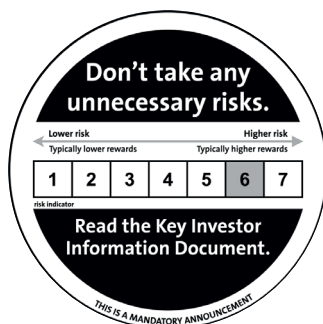 Don't take any
unnecessary risks.
Lower risk Higher risk
Typically lower rewards Typically higher rewards
1 2 3 4 5 6 7
risk indicator
Read the Key Investor
Information Document.
THIS IS A MANDATORY ANNOUNCEMENT